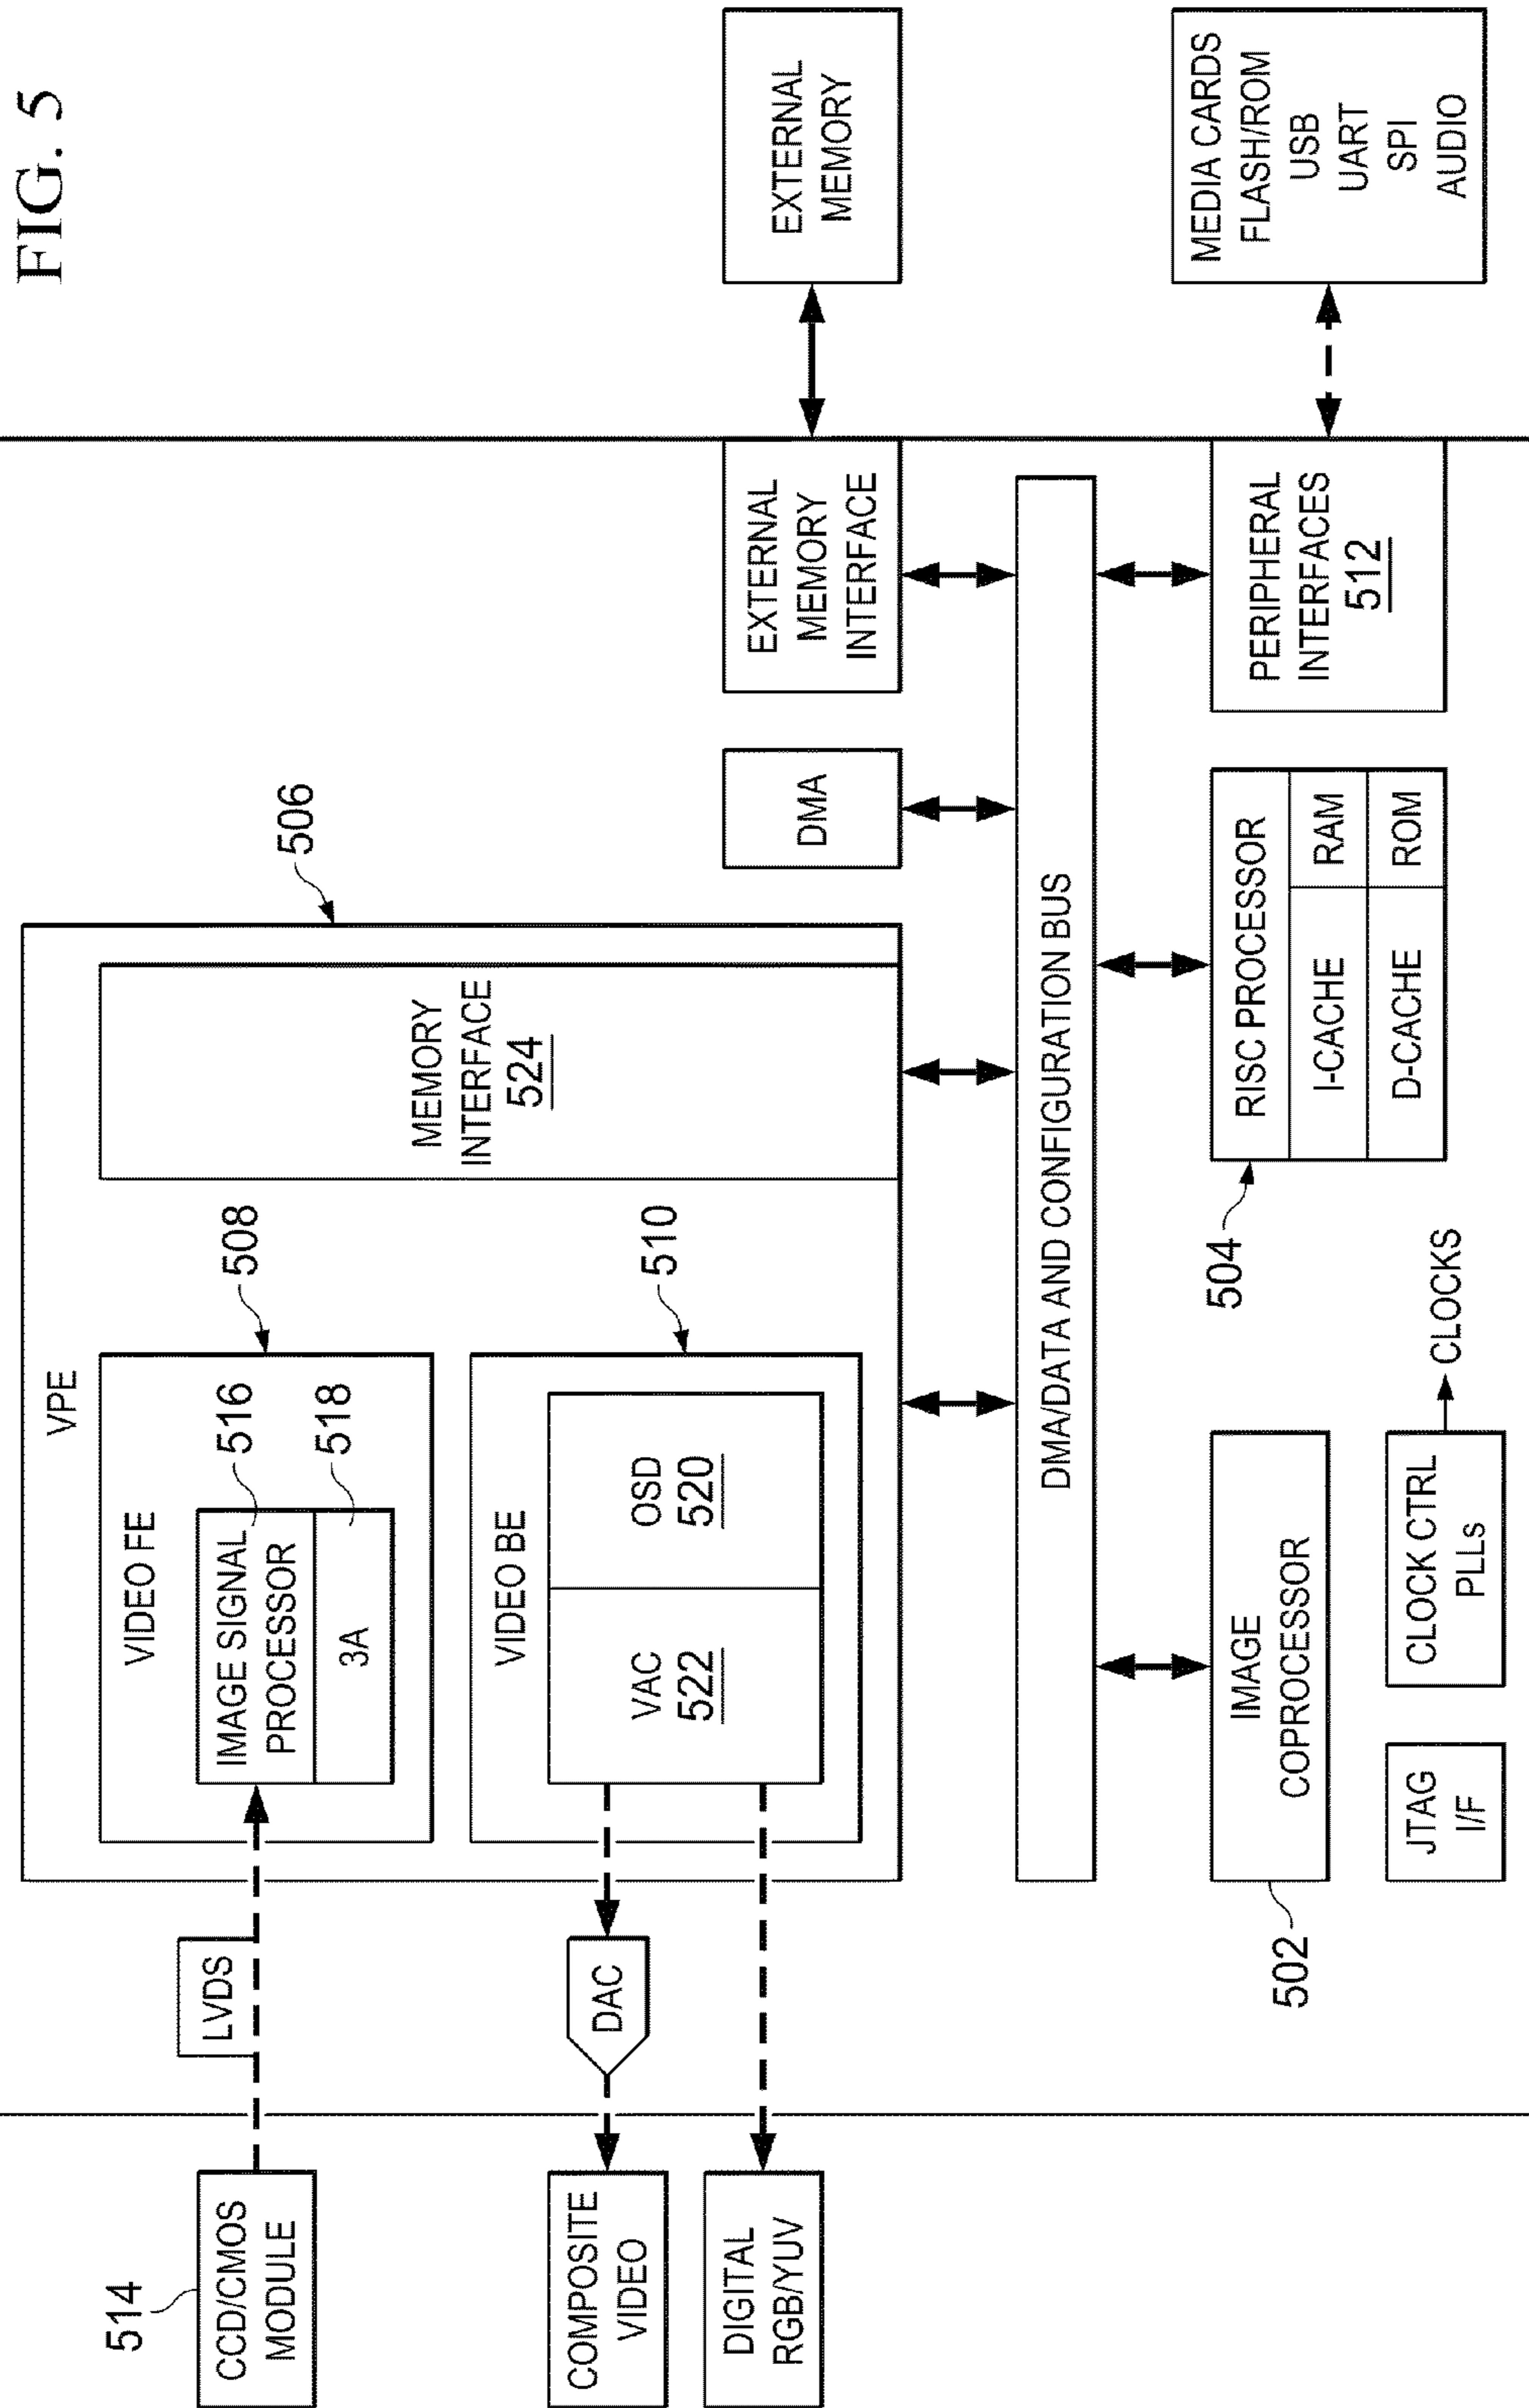 FIG. 5
514
CCD/CMOS
MODULE
LVDS
COMPOSITE
VIDEO
DAC
DIGITAL
RGB/YUV
VPE
506
VIDEO FE
508
IMAGE SIGNAL
PROCESSOR
516
3A
518
VIDEO BE
510
VAC
522
OSD
520
MEMORY
INTERFACE
524
DMA
EXTERNAL
MEMORY
INTERFACE
EXTERNAL
MEMORY
DMA/DATA AND CONFIGURATION BUS
502
IMAGE
COPROCESSOR
JTAG
I/F
CLOCK CTRL
PLLs
CLOCKS
504
RISC PROCESSOR
I-CACHE
RAM
D-CACHE
ROM
PERIPHERAL
INTERFACES
512
MEDIA CARDS
FLASH/ROM
USB
UART
SPI
AUDIO